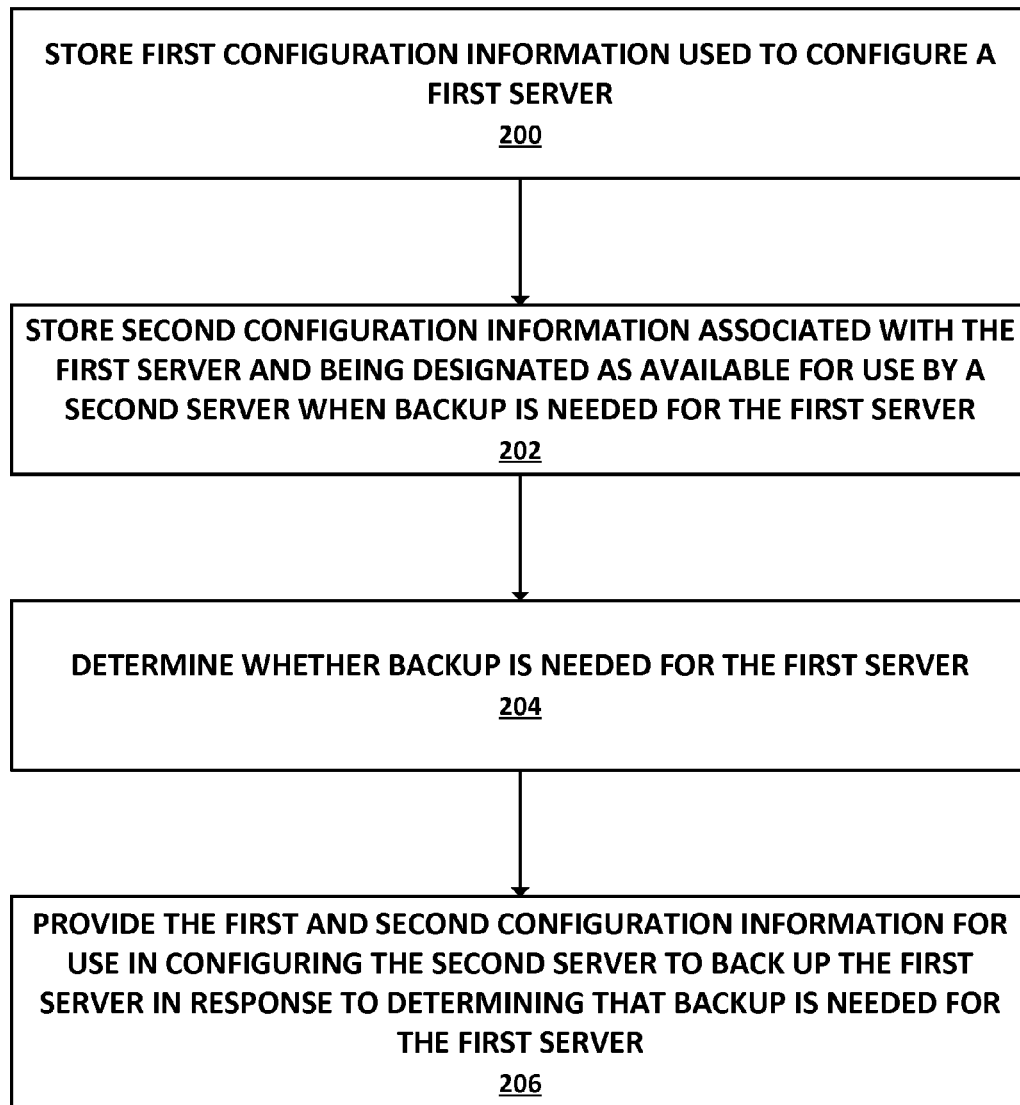 STORE FIRST CONFIGURATION INFORMATION USED TO CONFIGURE A
FIRST SERVER
200
STORE SECOND CONFIGURATION INFORMATION ASSOCIATED WITH THE
FIRST SERVER AND BEING DESIGNATED AS AVAILABLE FOR USE BY A
SECOND SERVER WHEN BACKUP IS NEEDED FOR THE FIRST SERVER
202
DETERMINE WHETHER BACKUP IS NEEDED FOR THE FIRST SERVER
204
PROVIDE THE FIRST AND SECOND CONFIGURATION INFORMATION FOR
USE IN CONFIGURING THE SECOND SERVER TO BACK UP THE FIRST
SERVER IN RESPONSE TO DETERMINING THAT BACKUP IS NEEDED FOR
THE FIRST SERVER
206